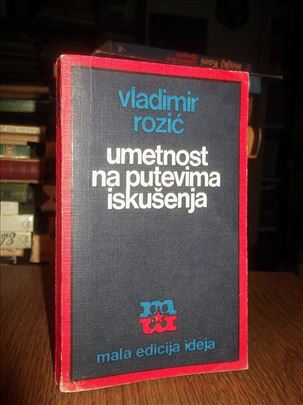 vladimir
rozić
umetnost
na putevima
iskušenja
mala edicija ideja